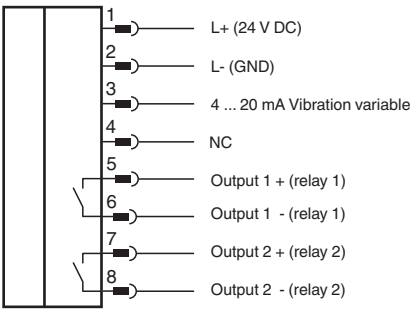 1 L+ (24 V DC)
2 L- (GND)
3 4 ... 20 mA Vibration variable
4 NC
5 Output 1 + (relay 1)
6 Output 1 - (relay 1)
7 Output 2 + (relay 2)
8 Output 2 - (relay 2)